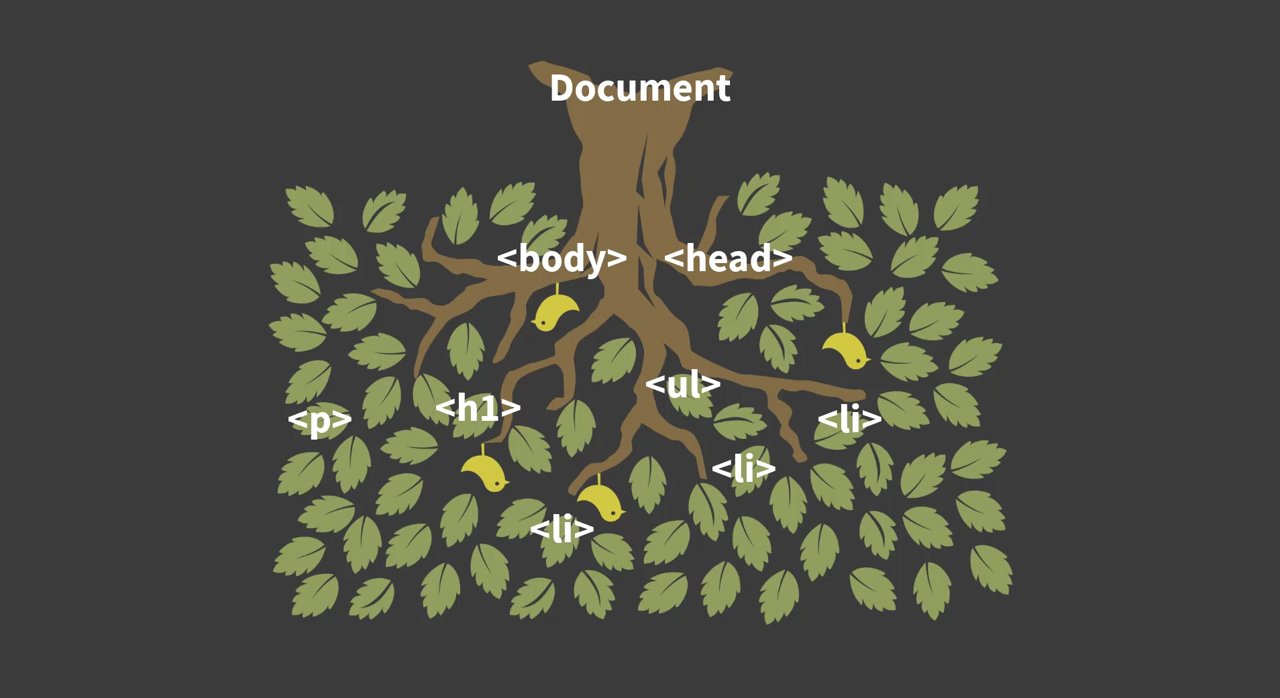 Document
<body>
<head>
<ul>
<h1>
<p>
<li>
<li>
<li>